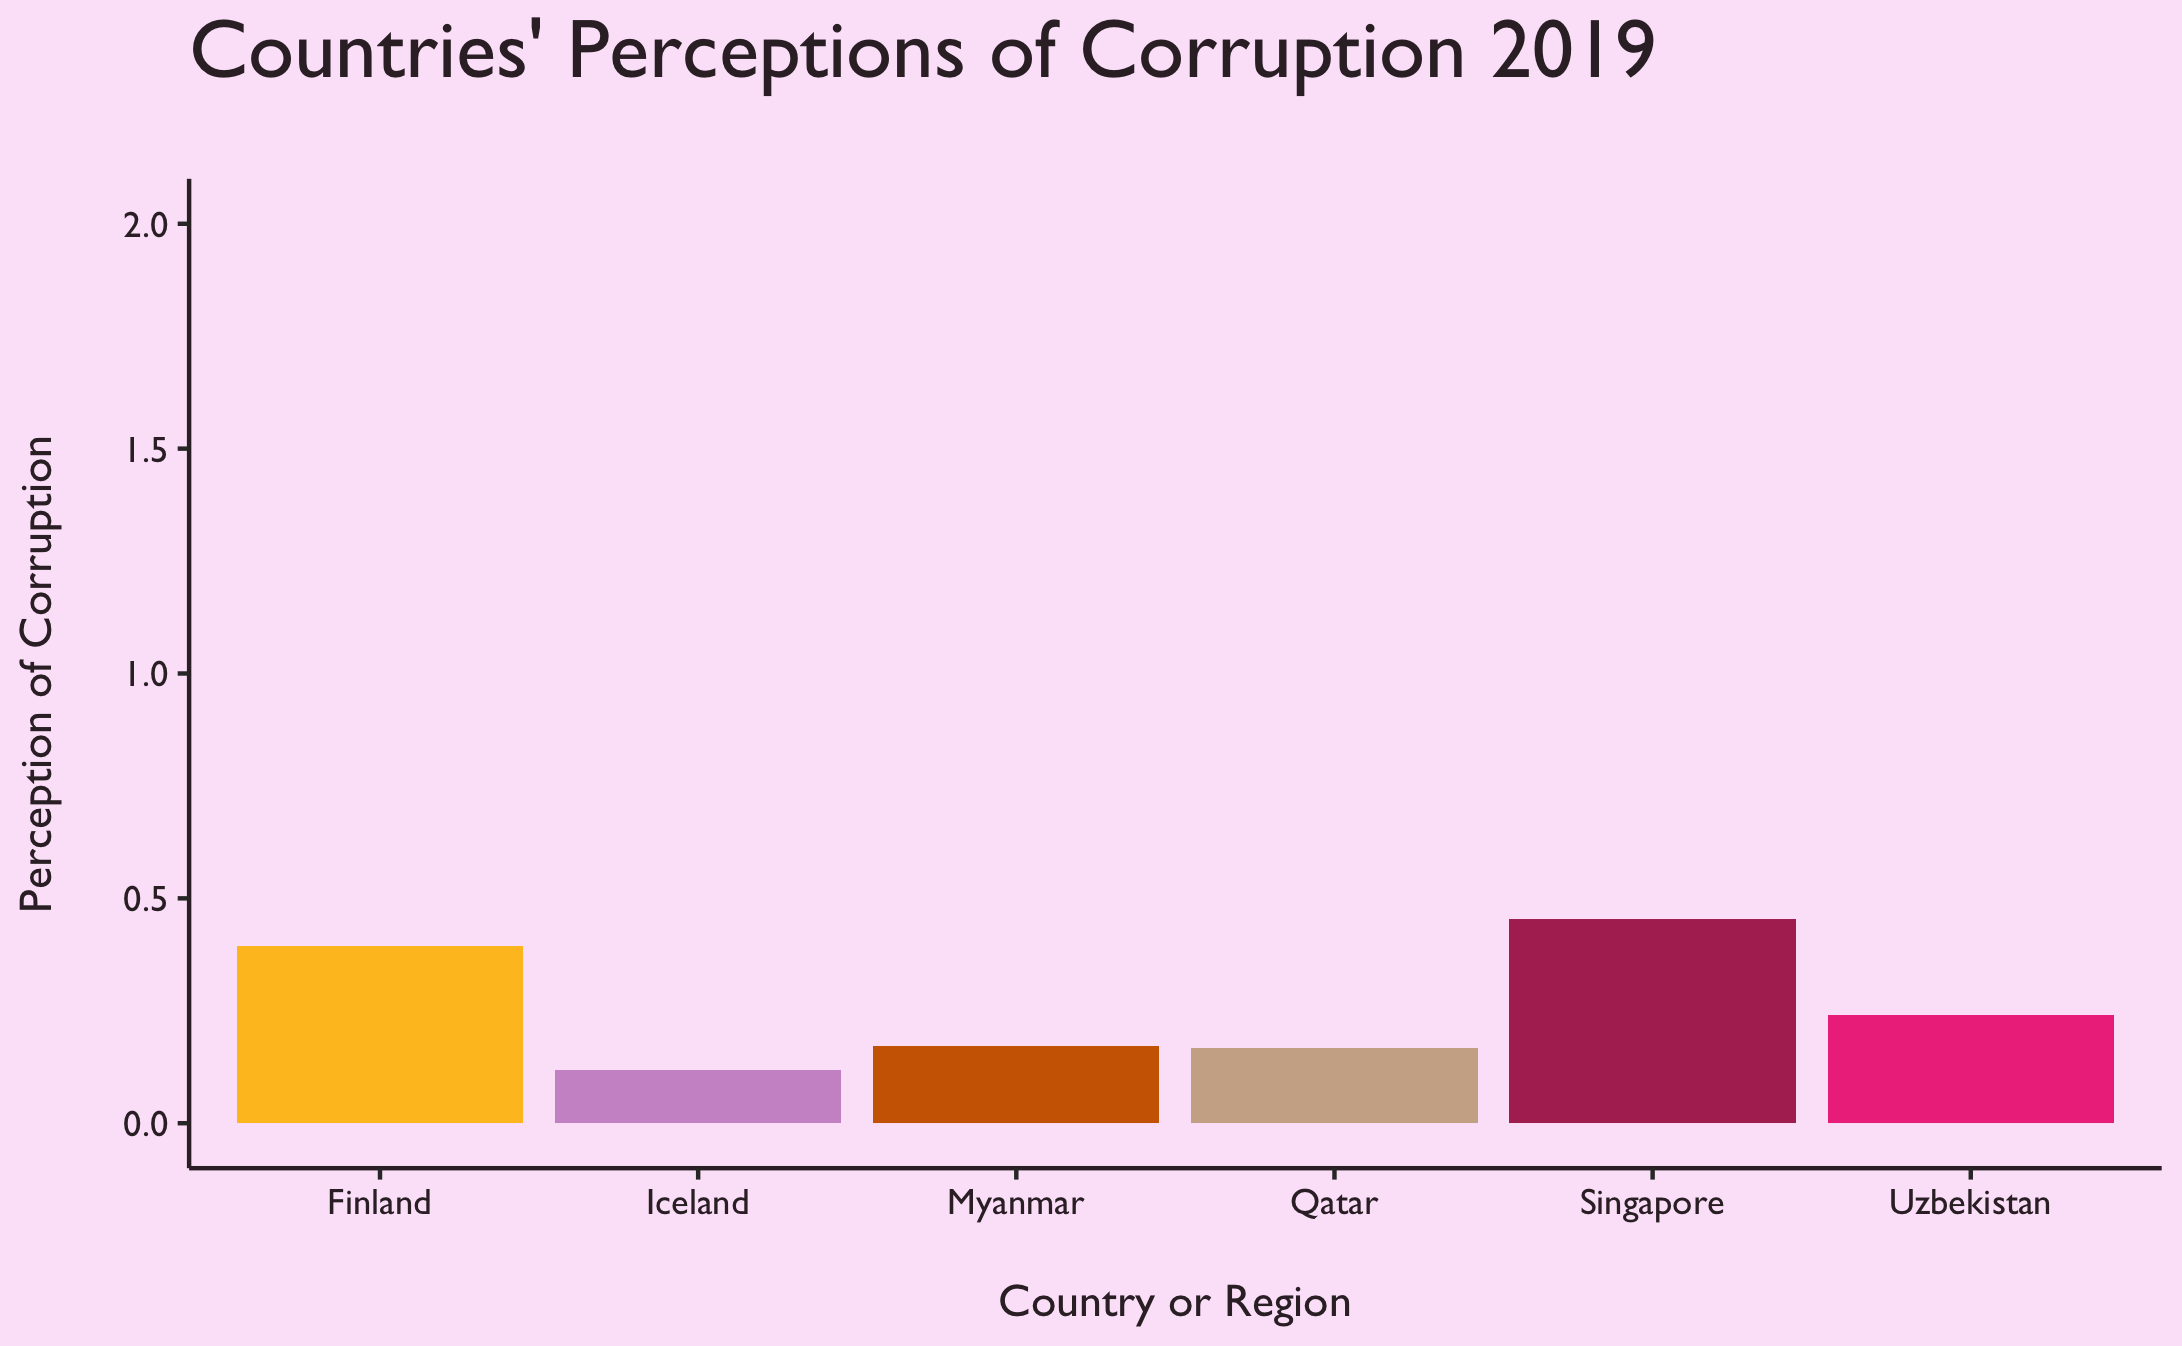 Countries' Perceptions of Corruption 2019
Perception of Corruption
2.0
1.5
1.0
0.5
0.0
Finland
Iceland
Myanmar
Qatar
Singapore
Uzbekistan
Country or Region